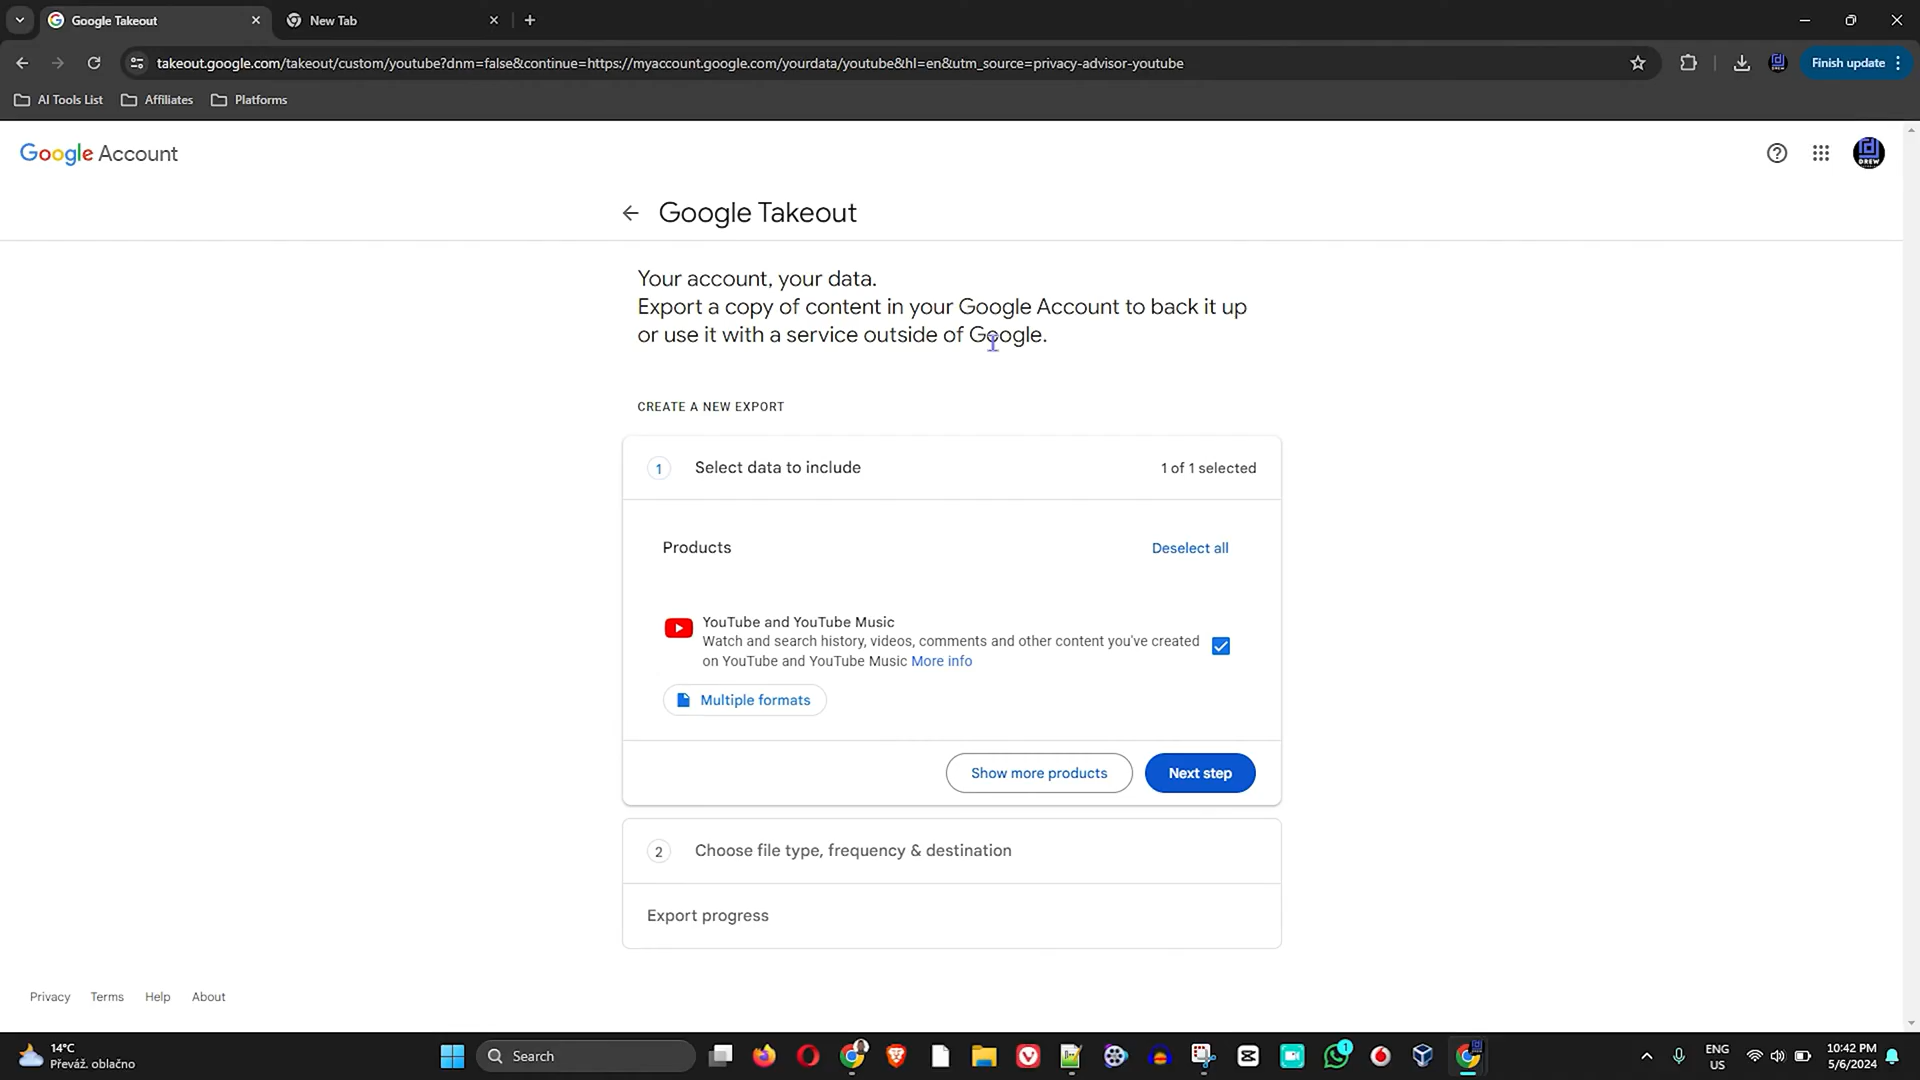 Google Takeout
New Tab
takeout.google.com/takeout/custom/youtube?dnm=false&continue=https://myaccount.google.com/yourdata/youtube&hl=en&utm_source=privacy-advisor-youtube
Finish update
AI Tools List
Affiliates
Platforms
Google Account
DREW
Google Takeout
Your account, your data.
Export a copy of content in your Google Account to back it up
or use it with a service outside of Google.
CREATE A NEW EXPORT
1 Select data to include 1 of 1 selected
Products Deselect all
YouTube and YouTube Music
Watch and search history, videos, comments and other content you've created
on YouTube and YouTube Music More info
Multiple formats
Show more products Next step
2 Choose file type, frequency & destination
Export progress
Privacy Terms Help About
14°C
Převáž. oblačno
Search
1
ENG
US
10:42 PM
5/6/2024